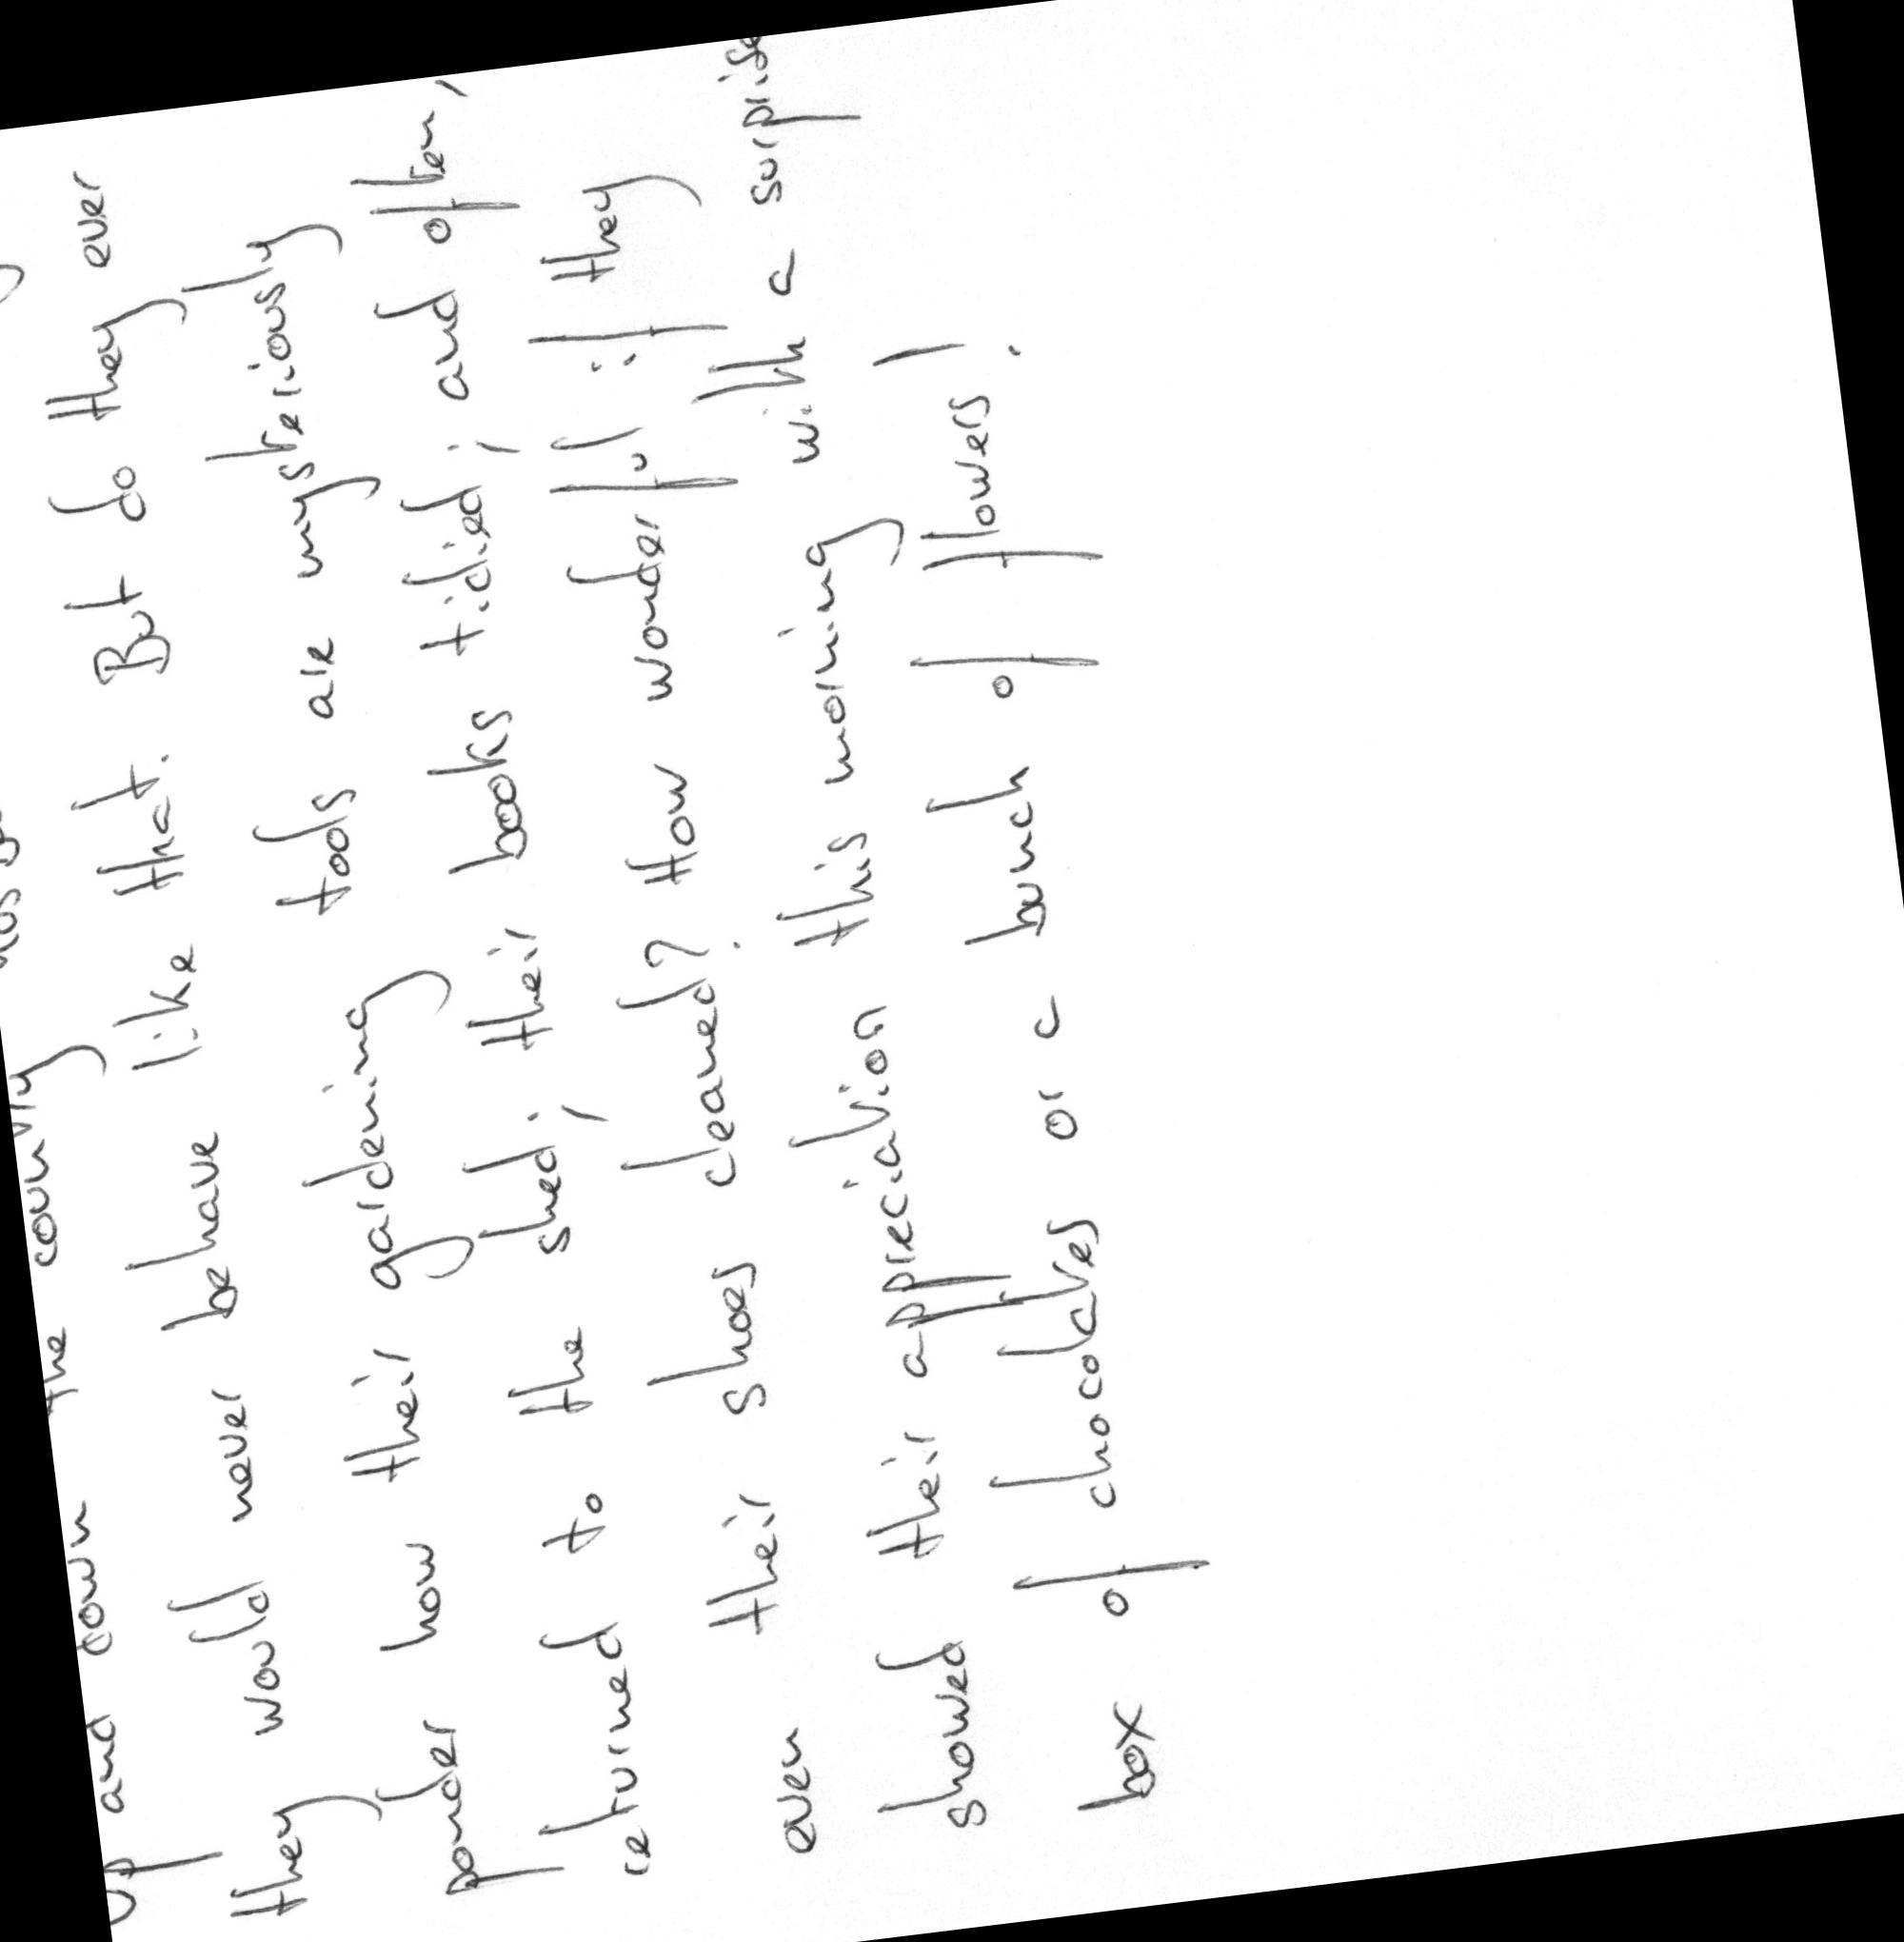 up and down the country
they would never behave like that. But do they ever
ponder how their gardening tools are mysteriously
returned to the shed, their books tidied, and often,
even their shoes cleaned? How wonderful if they
showed their appreciation this morning with a surprise
box of chocolates or a bunch of flowers!